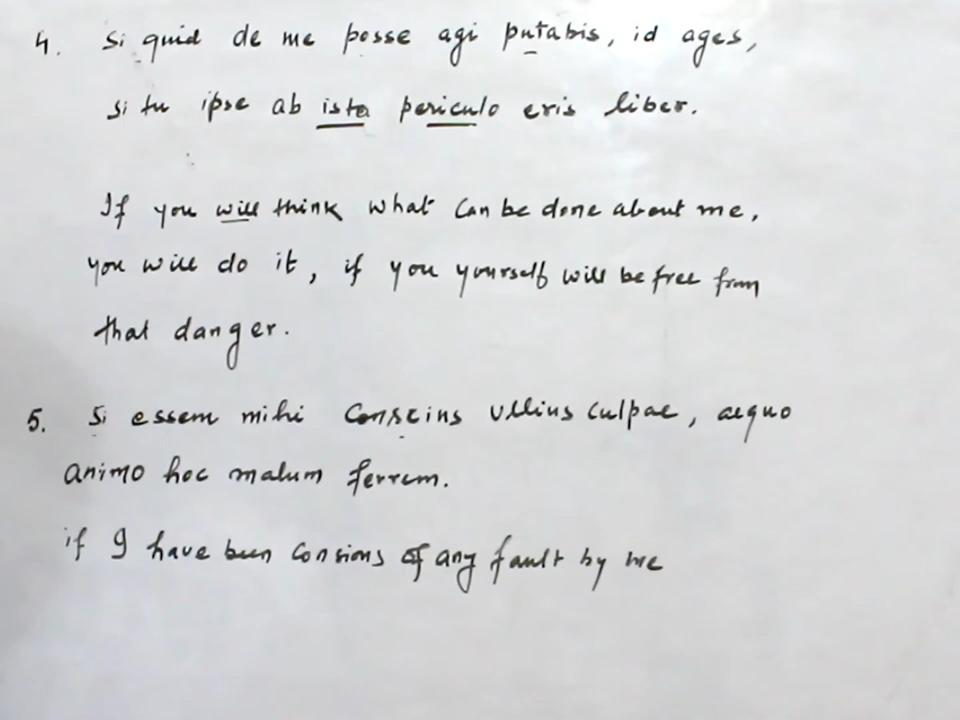 4. Si quid de me posse agi putabis, id ages,
si tu ipse ab isto periculo eris liber.
If you will think what can be done about me,
you will do it, if you yourself will be free from
that danger.
5. Si essem mihi conscius ullius culpae, aequo
animo hoc malum ferrem.
if I have been consions of any fault by me